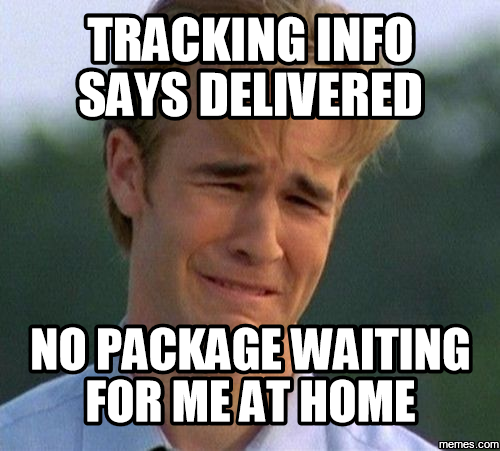 TRACKING INFO
SAYS DELIVERED
NO PACKAGE WAITING
FOR ME AT HOME
memes.com